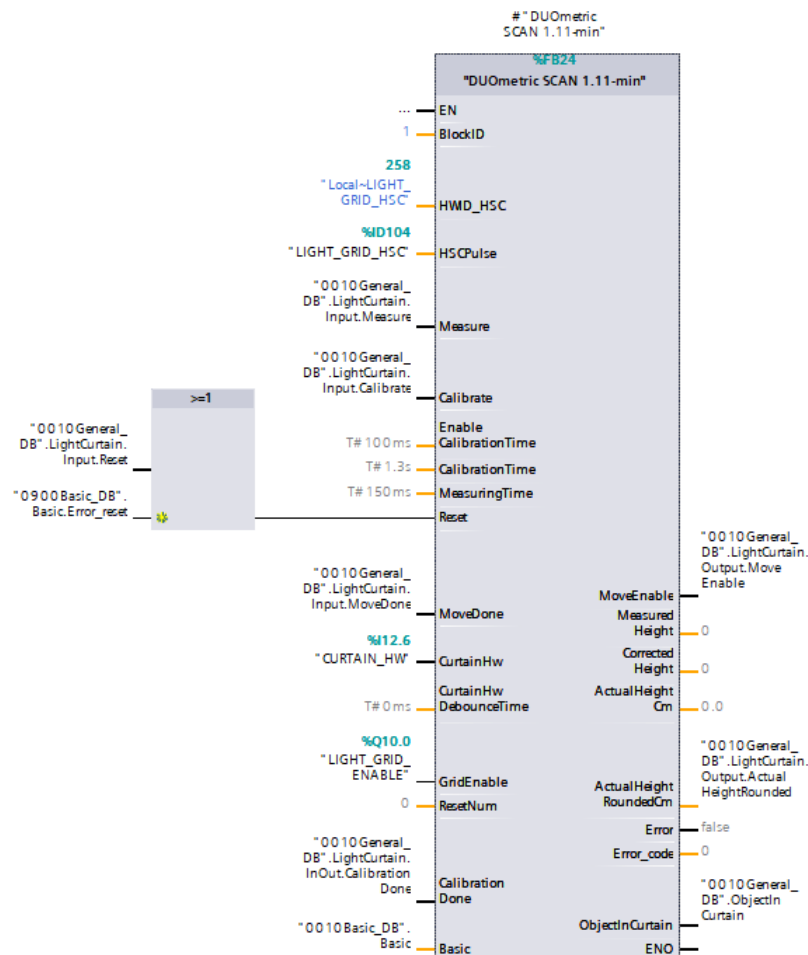 #"DUOmetric
SCAN 1.11-min"
%FB24
"DUOmetric SCAN 1.11-min"
... EN
1 BlockID
258
"Local~LIGHT_
GRID_HSC" HWID_HSC
%ID104
"LIGHT_GRID_HSC" HSCPulse
"0010General_
DB".LightCurtain.
Input.Measure Measure
"0010General_
DB".LightCurtain.
Input.Calibrate Calibrate
>=1
"0010General_
DB".LightCurtain.
Input.Reset
"0900Basic_DB".
Basic.Error_reset
Enable
T#100ms CalibrationTime
T#1.3s CalibrationTime
T#150ms MeasuringTime
Reset
"0010General_
DB".LightCurtain.
Input.MoveDone MoveDone
%I12.6
"CURTAIN_HW" CurtainHw
CurtainHw
T#0ms DebounceTime
%Q10.0
"LIGHT_GRID_
ENABLE" GridEnable
0 ResetNum
"0010General_
DB".LightCurtain.
InOut.Calibration
Done
Calibration
Done
"0010Basic_DB".
Basic Basic
"0010General_
DB".LightCurtain.
Output.Move
Enable
MoveEnable
Measured
Height 0
Corrected
Height 0
ActualHeight
Cm 0.0
"0010General_
DB".LightCurtain.
Output.Actual
HeightRounded
ActualHeight
RoundedCm
Error false
Error_code 0
"0010General_
DB".ObjectIn
Curtain
ObjectInCurtain
ENO